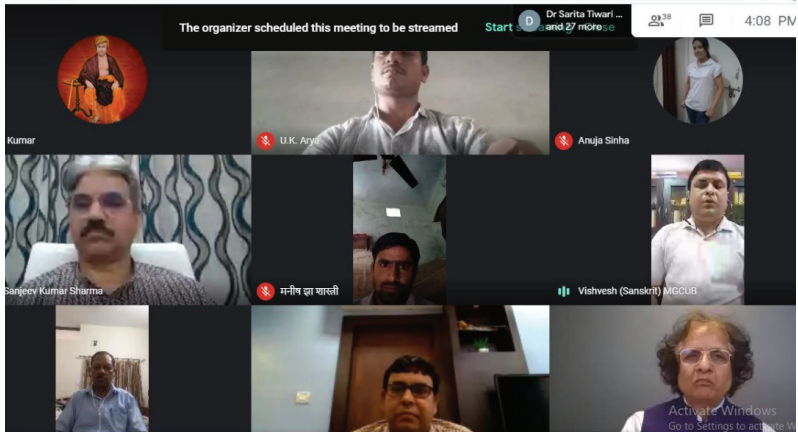 The organizer scheduled this meeting to be streamed
Start
D
Dr Sarita Tiwari ...
and 27 more
38
4:08 PM
Kumar
U.K. Arya
Anuja Sinha
Sanjeev Kumar Sharma
मनीष झा शास्त्री
Vishvesh (Sanskrit) MGCUB
Activate Windows
Go to Settings to activate W